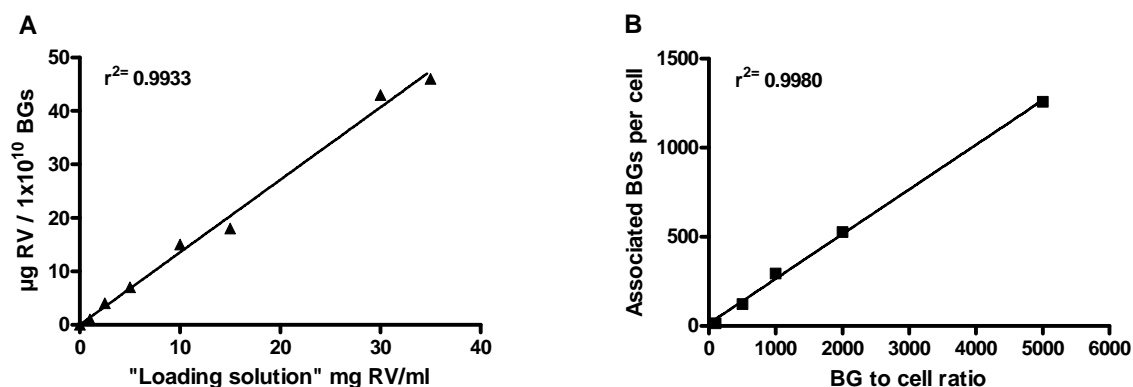 A
µg RV / 1x10¹⁰ BGs
50
40
30
20
10
0
r²⁼ 0.9933
0 10 20 30 40
"Loading solution" mg RV/ml
B
Associated BGs per cell
1500
1000
500
0
r²⁼ 0.9980
0 1000 2000 3000 4000 5000 6000
BG to cell ratio